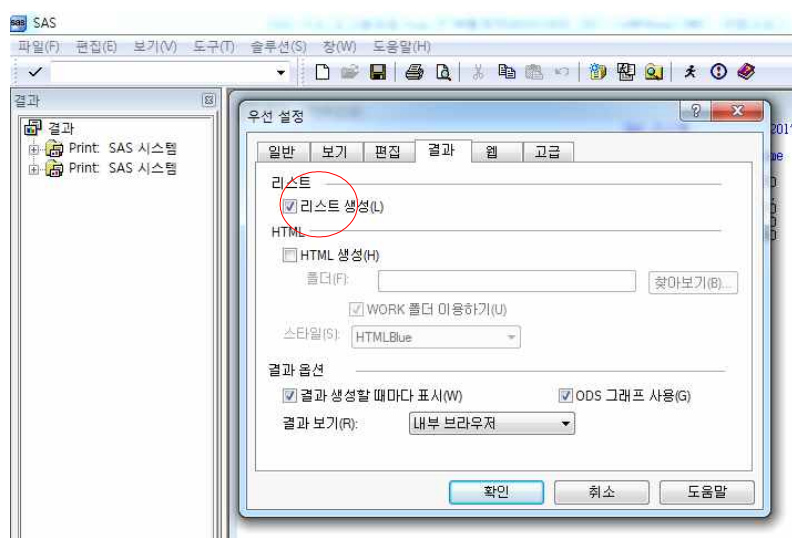 SAS
파일(F) 편집(E) 보기(V) 도구(T) 솔루션(S) 창(W) 도움말(H)
결과
결과
Print: SAS 시스템
Print: SAS 시스템
우선 설정
일반 보기 편집 결과 웹 고급
리스트
리스트 생성(L)
HTML
HTML 생성(H)
폴더(F):
찾아보기(B)...
WORK 폴더 이용하기(U)
스타일(S): HTMLBlue
결과 옵션
결과 생성할 때마다 표시(W) ODS 그래프 사용(G)
결과 보기(R): 내부 브라우저
확인 취소 도움말